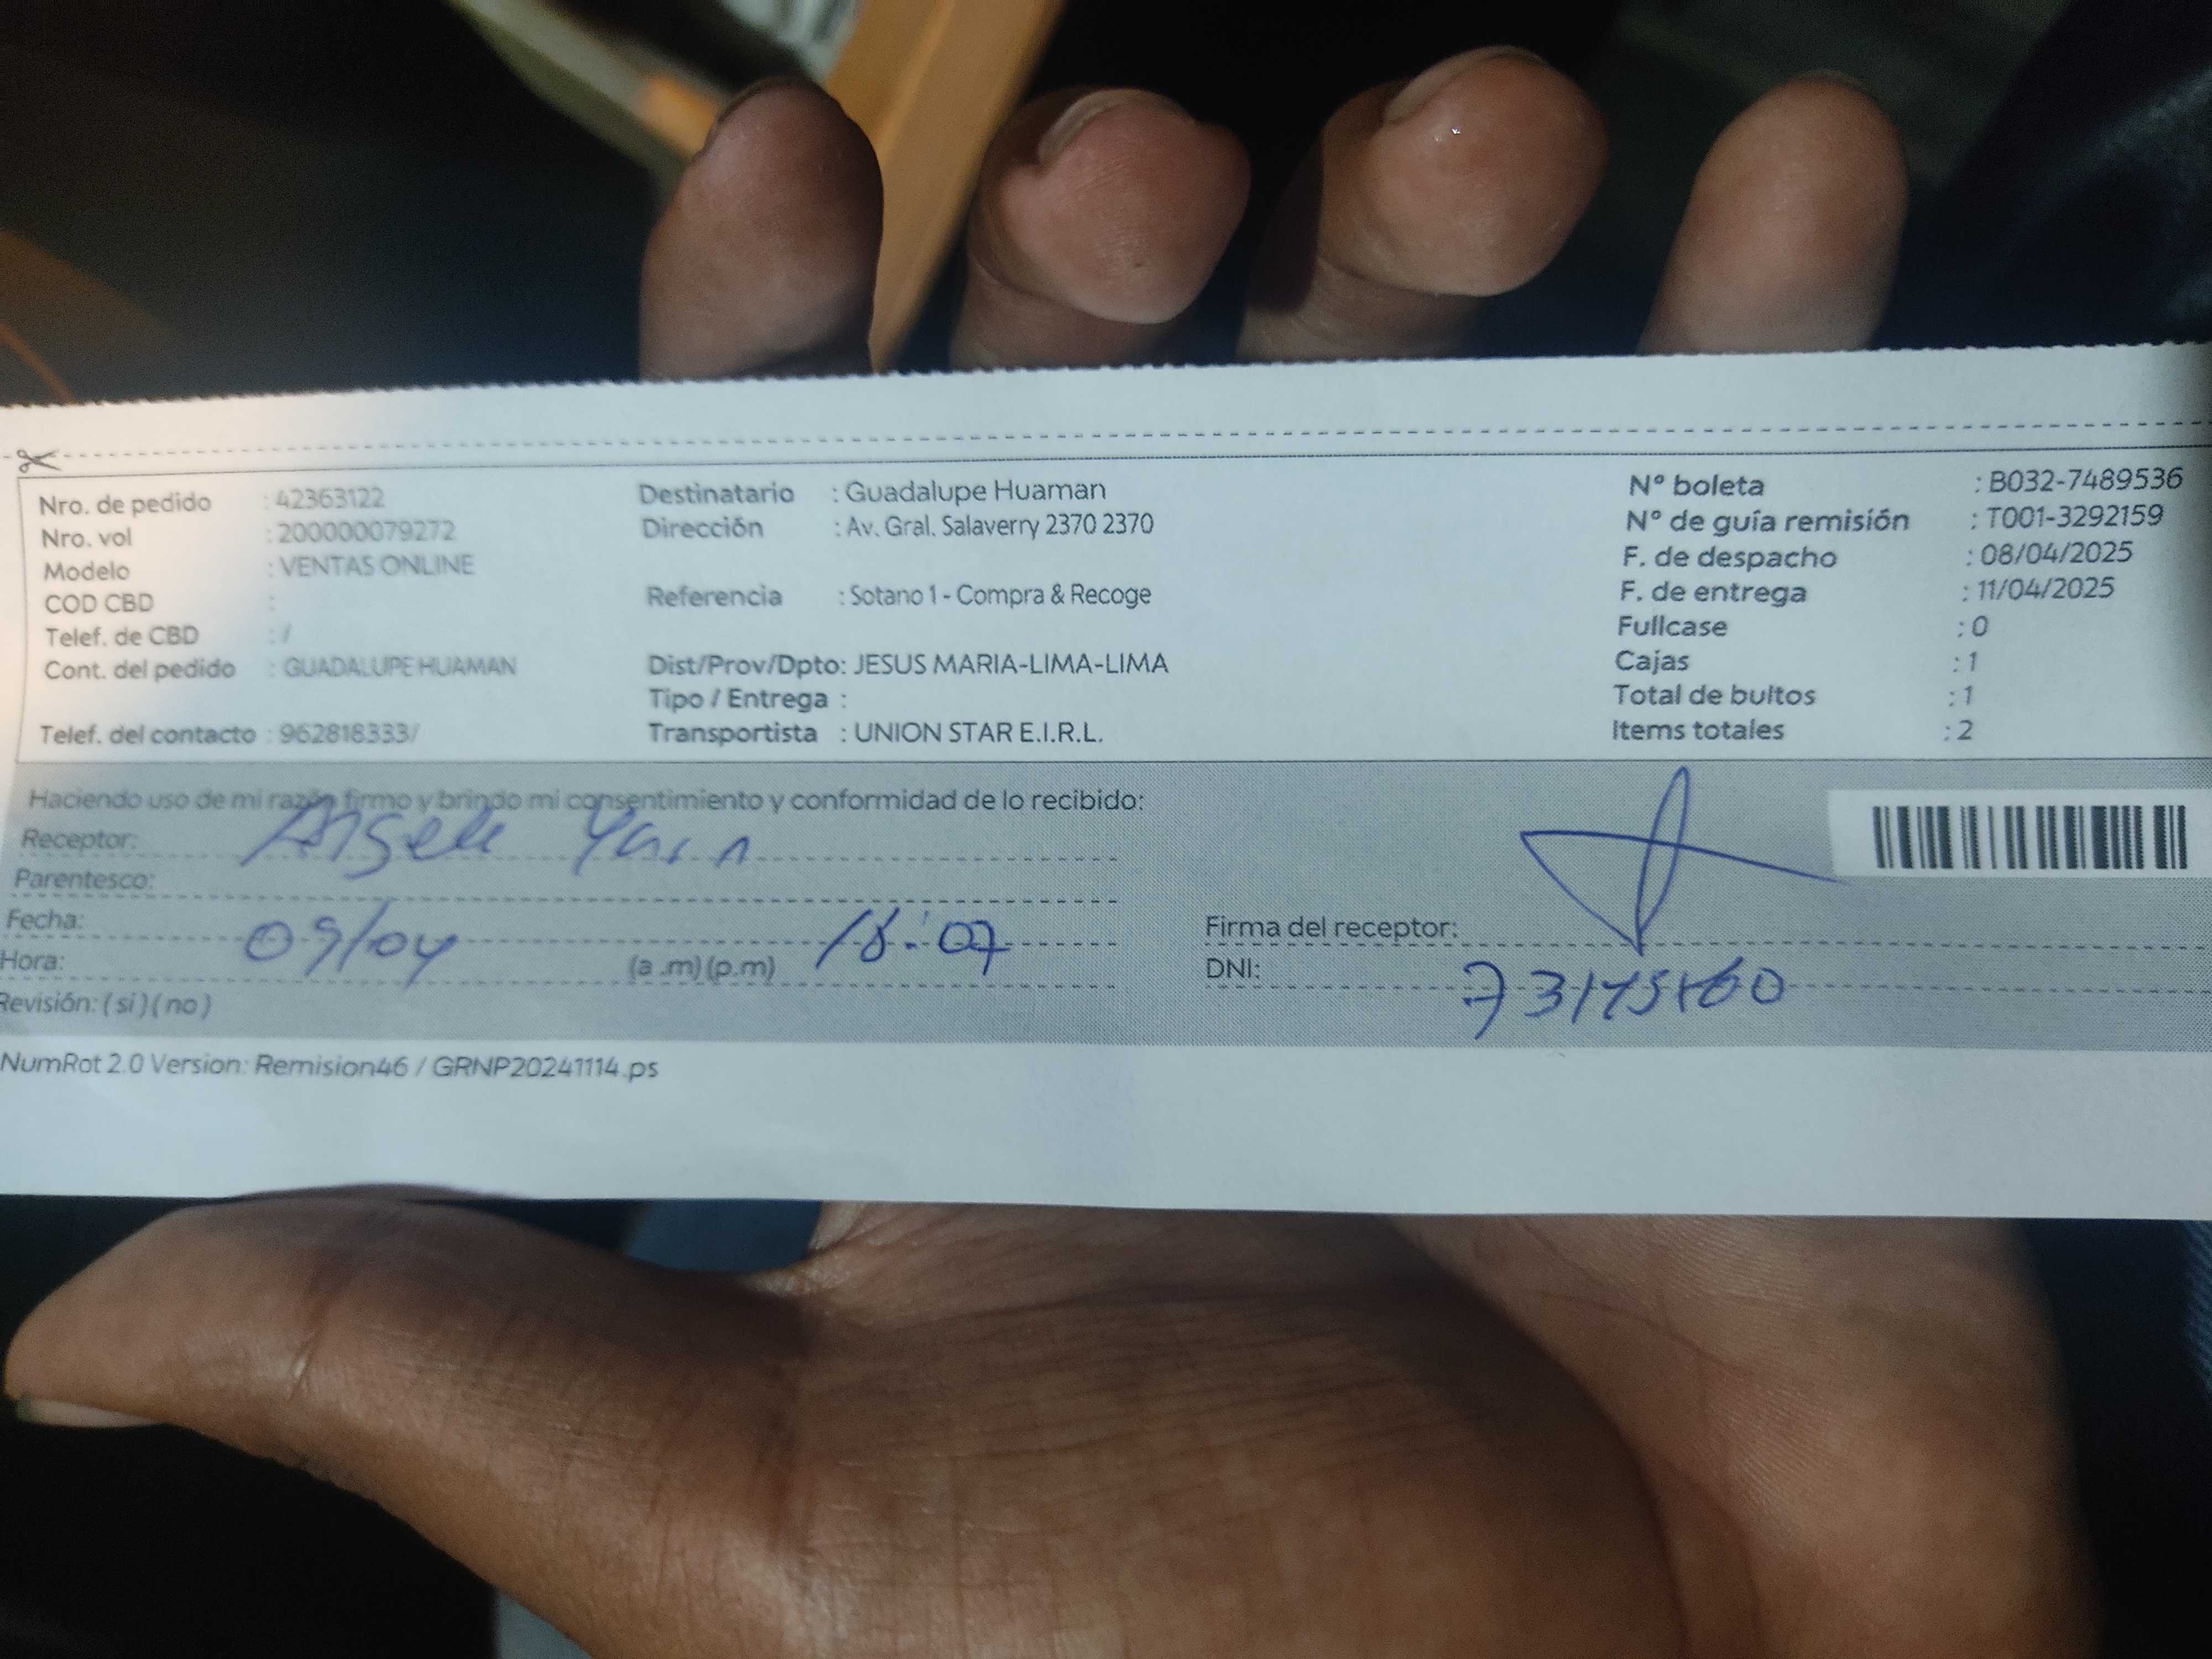 Nro. de pedido : 42363122
Nro. vol : 200000079272
Modelo : VENTAS ONLINE
COD CBD :
Telef. de CBD : /
Cont. del pedido : GUADALUPE HUAMAN
Telef. del contacto : 962818333/
Destinatario : Guadalupe Huaman
Dirección : Av. Gral. Salaverry 2370 2370
Referencia : Sotano 1 - Compra & Recoge
Dist/Prov/Dpto: JESUS MARIA-LIMA-LIMA
Tipo / Entrega :
Transportista : UNION STAR E.I.R.L.
N° boleta : B032-7489536
N° de guía remisión : T001-3292159
F. de despacho : 08/04/2025
F. de entrega : 11/04/2025
Fullcase : 0
Cajas : 1
Total de bultos : 1
Items totales : 2
Haciendo uso de mi razón firmo y brindo mi consentimiento y conformidad de lo recibido:
Receptor:
Parentesco:
Fecha: 09/04
Hora: (a .m) (p.m) 18:07
Revisión: ( si ) ( no )
Firma del receptor:
DNI:
NumRot 2.0 Version: Remision46 / GRNP20241114.ps